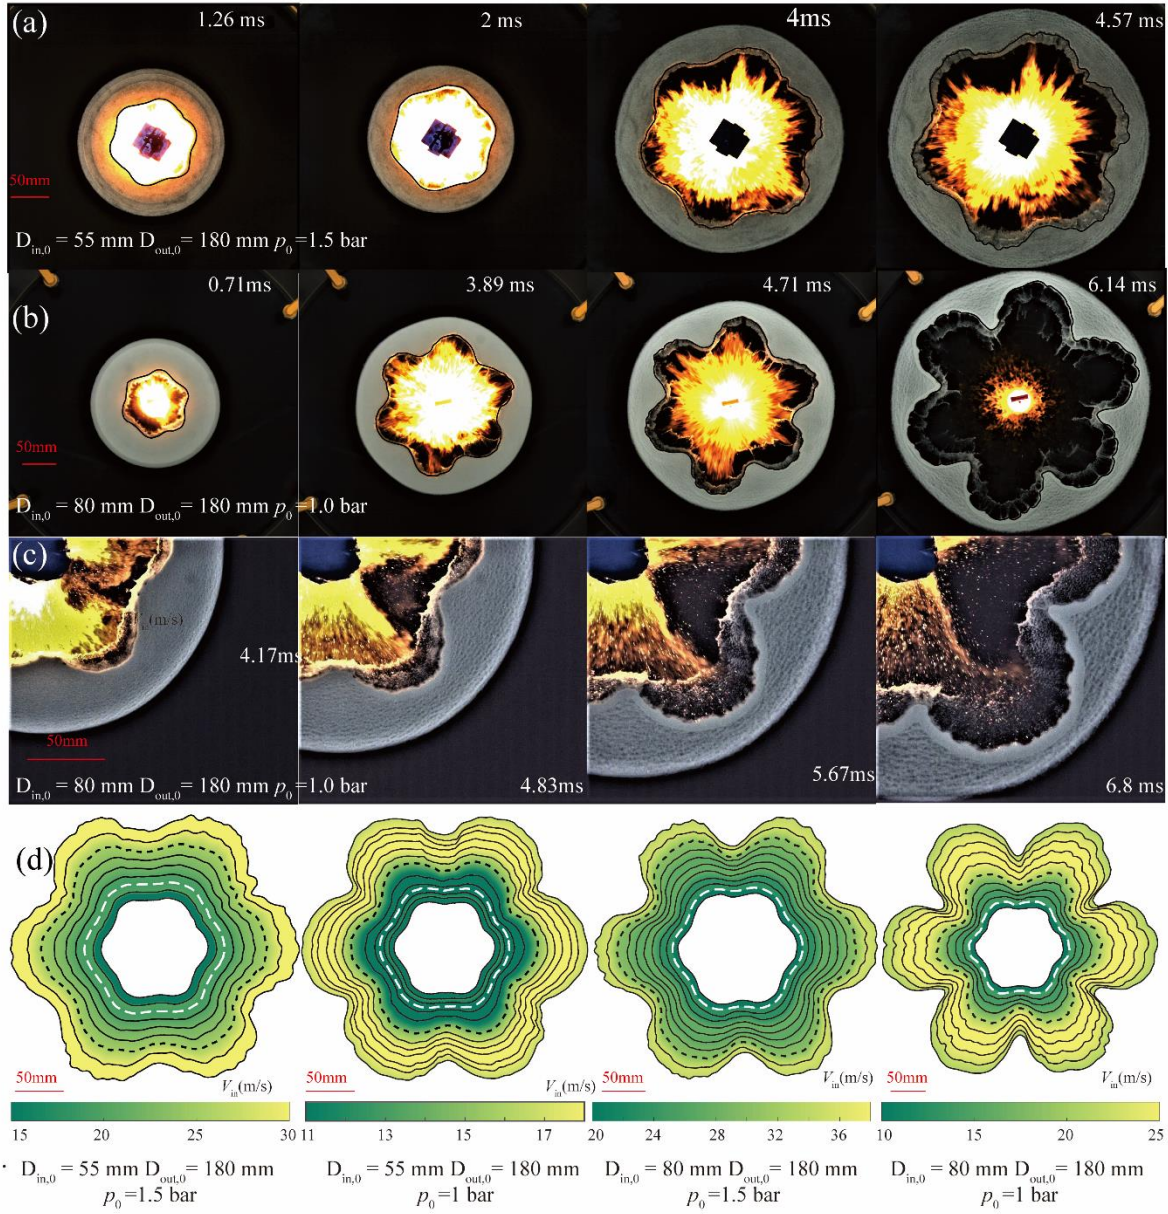 (a)
1.26 ms
2 ms
4ms
4.57 ms
50mm
D_in,0 = 55 mm D_out,0 = 180 mm p_0 =1.5 bar
(b)
0.71ms
3.89 ms
4.71 ms
6.14 ms
50mm
D_in,0 = 80 mm D_out,0 = 180 mm p_0 =1.0 bar
(c)
(m/s)
4.17ms
4.83ms
5.67ms
6.8 ms
50mm
D_in,0 = 80 mm D_out,0 = 180 mm p_0 =1.0 bar
(d)
50mm V_in(m/s)
50mm V_in(m/s)
50mm V_in(m/s)
50mm V_in(m/s)
15 20 25 30
11 13 15 17
20 24 28 32 36
10 15 20 25
D_in,0 = 55 mm D_out,0 = 180 mm
p_0 =1.5 bar
D_in,0 = 55 mm D_out,0 = 180 mm
p_0 =1 bar
D_in,0 = 80 mm D_out,0 = 180 mm
p_0 =1.5 bar
D_in,0 = 80 mm D_out,0 = 180 mm
p_0 =1 bar